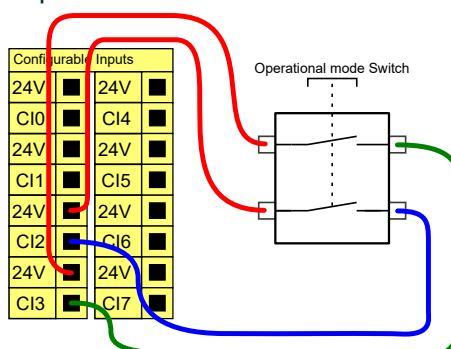 Configurable Inputs
24V 24V
CI0 CI4
24V 24V
CI1 CI5
24V 24V
CI2 CI6
24V 24V
CI3 CI7
Operational mode Switch